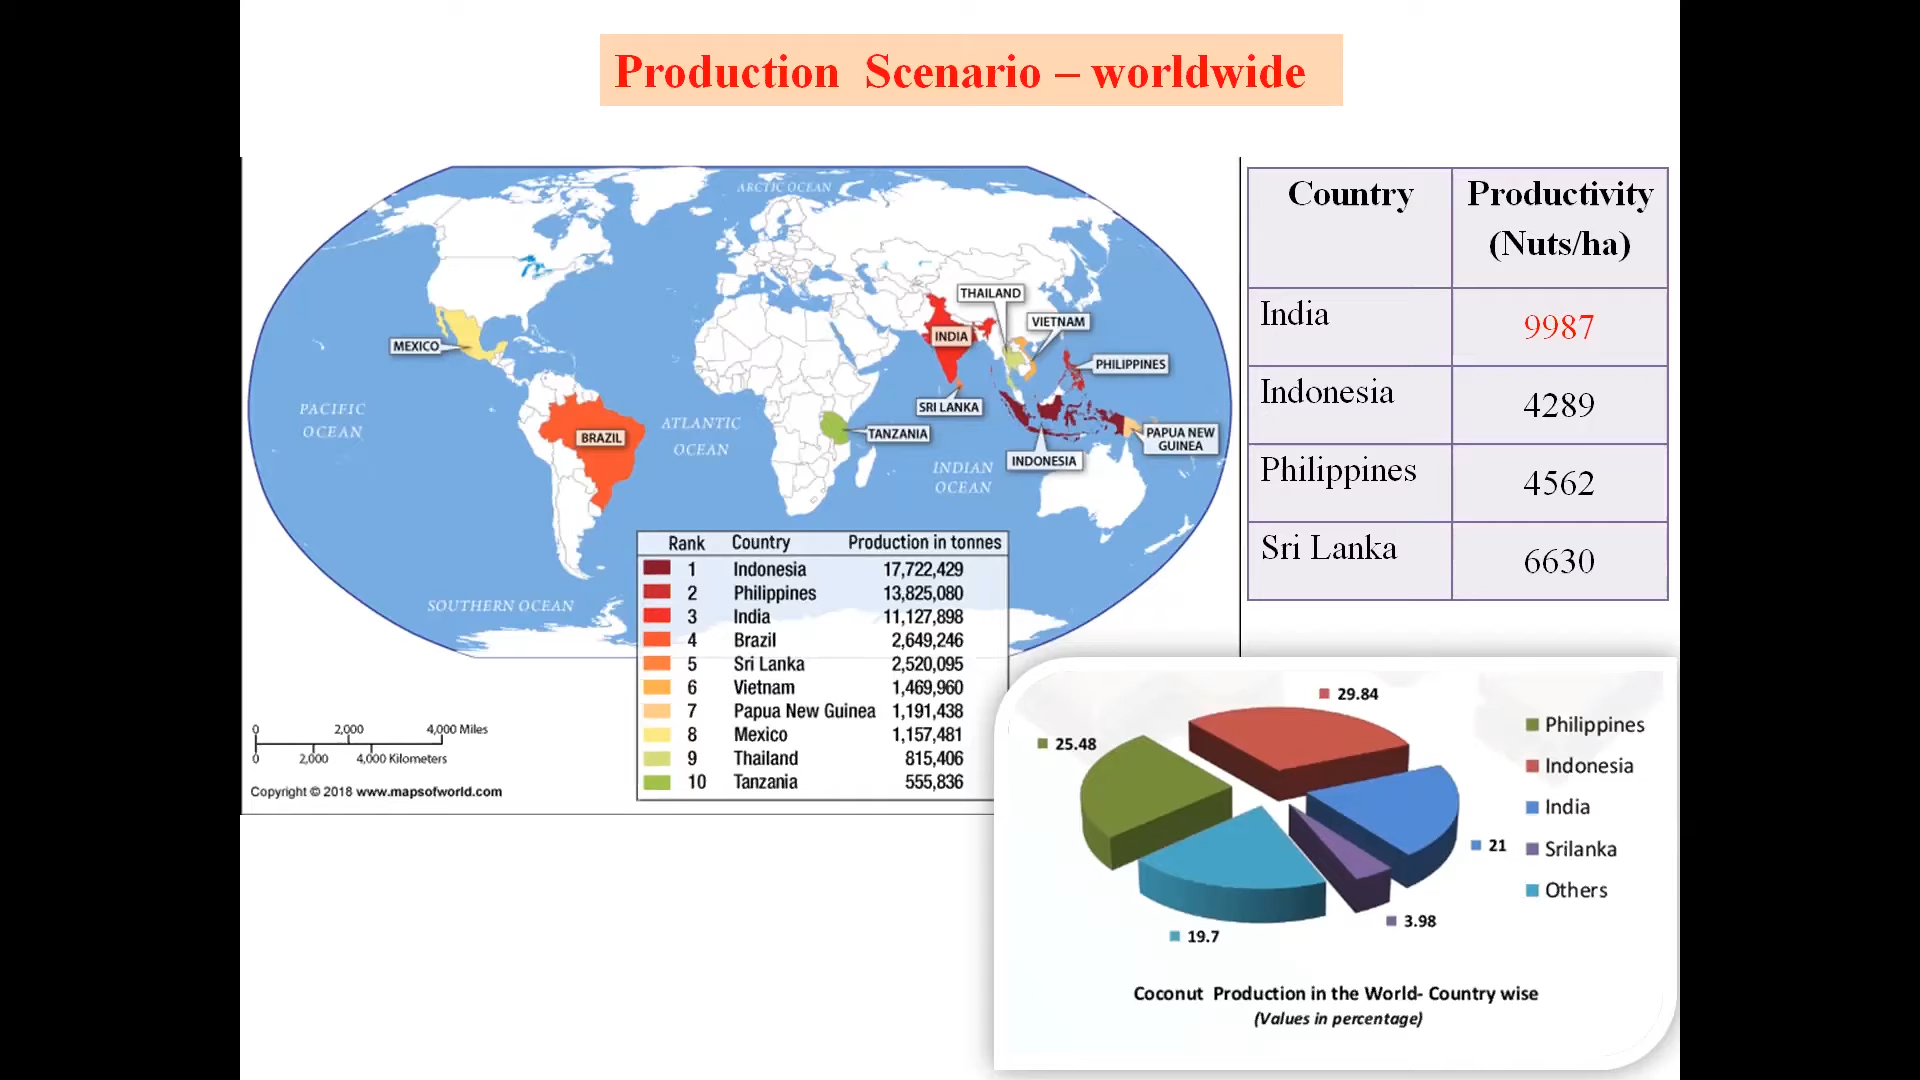 Production Scenario – worldwide
ARCTIC OCEAN
THAILAND
VIETNAM
INDIA
MEXICO
PHILIPPINES
PACIFIC
OCEAN
SRI LANKA
ATLANTIC
OCEAN
BRAZIL
TANZANIA
PAPUA NEW
GUINEA
INDONESIA
INDIAN
OCEAN
SOUTHERN OCEAN
Rank Country Production in tonnes
1 Indonesia 17,722,429
2 Philippines 13,825,080
3 India 11,127,898
4 Brazil 2,649,246
5 Sri Lanka 2,520,095
6 Vietnam 1,469,960
7 Papua New Guinea 1,191,438
8 Mexico 1,157,481
9 Thailand 815,406
10 Tanzania 555,836
0 2,000 4,000 Miles
0 2,000 4,000 Kilometers
Copyright © 2018 www.mapsofworld.com
Country Productivity
(Nuts/ha)
India 9987
Indonesia 4289
Philippines 4562
Sri Lanka 6630
29.84
25.48
21
3.98
19.7
Philippines
Indonesia
India
Srilanka
Others
Coconut Production in the World- Country wise
(Values in percentage)